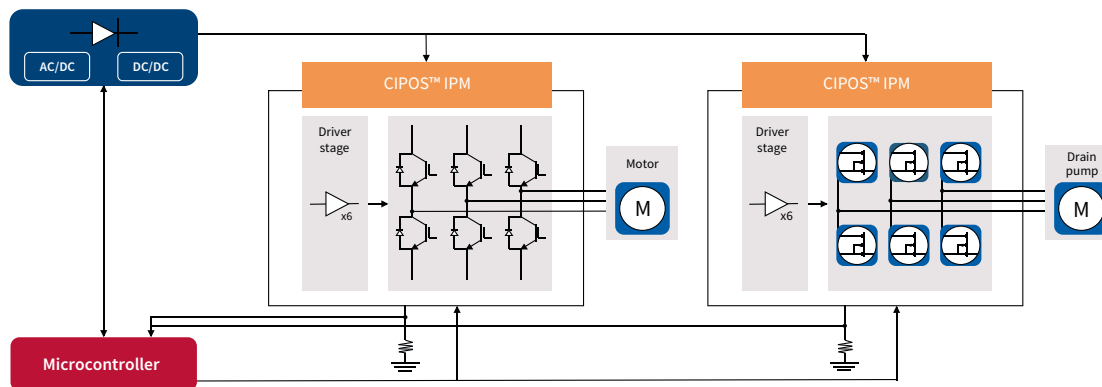 AC/DC
DC/DC
CIPOS™ IPM
Driver
stage
x6
Motor
M
CIPOS™ IPM
Driver
stage
x6
Drain
pump
M
Microcontroller